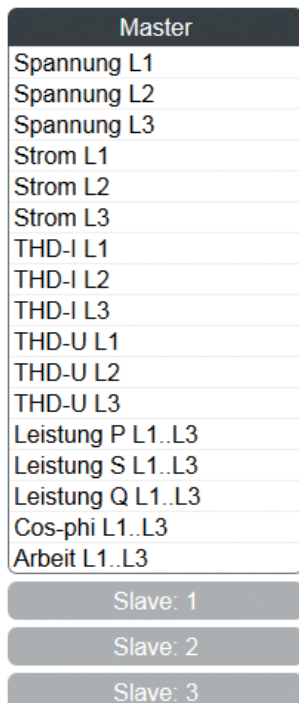 Master
Spannung L1
Spannung L2
Spannung L3
Strom L1
Strom L2
Strom L3
THD-I L1
THD-I L2
THD-I L3
THD-U L1
THD-U L2
THD-U L3
Leistung P L1..L3
Leistung S L1..L3
Leistung Q L1..L3
Cos-phi L1..L3
Arbeit L1..L3
Slave: 1
Slave: 2
Slave: 3